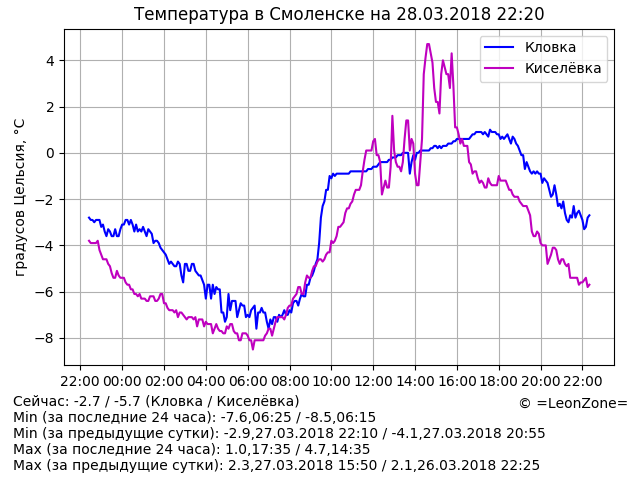 Температура в Смоленске на 28.03.2018 22:20
градусов Цельсия, °C
4
2
0
−2
−4
−6
−8
Кловка
Киселёвка
22:00 00:00 02:00 04:00 06:00 08:00 10:00 12:00 14:00 16:00 18:00 20:00 22:00
Сейчас: -2.7 / -5.7 (Кловка / Киселёвка)
© =LeonZone=
Min (за последние 24 часа): -7.6,06:25 / -8.5,06:15
Min (за предыдущие сутки): -2.9,27.03.2018 22:10 / -4.1,27.03.2018 20:55
Max (за последние 24 часа): 1.0,17:35 / 4.7,14:35
Max (за предыдущие сутки): 2.3,27.03.2018 15:50 / 2.1,26.03.2018 22:25